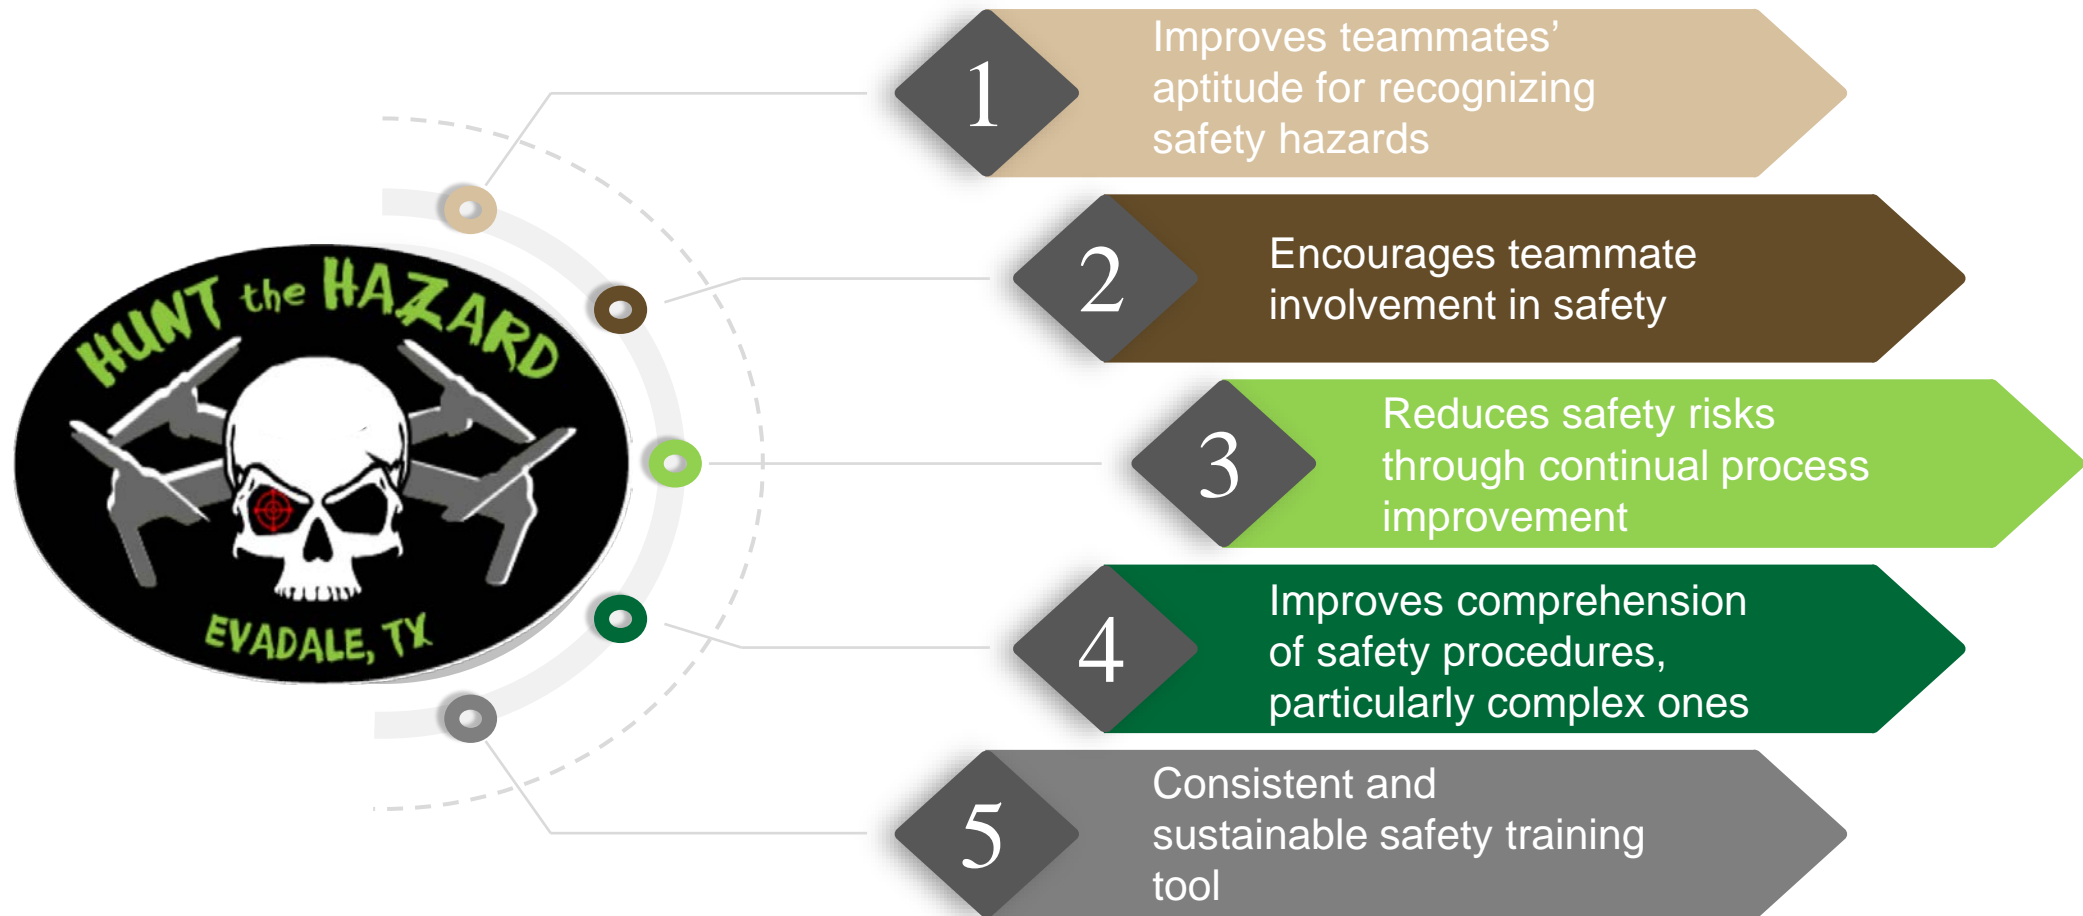 HUNT the HAZARD
EVADALE, TX
1
Improves teammates’
aptitude for recognizing
safety hazards
2
Encourages teammate
involvement in safety
3
Reduces safety risks
through continual process
improvement
4
Improves comprehension
of safety procedures,
particularly complex ones
5
Consistent and
sustainable safety training
tool